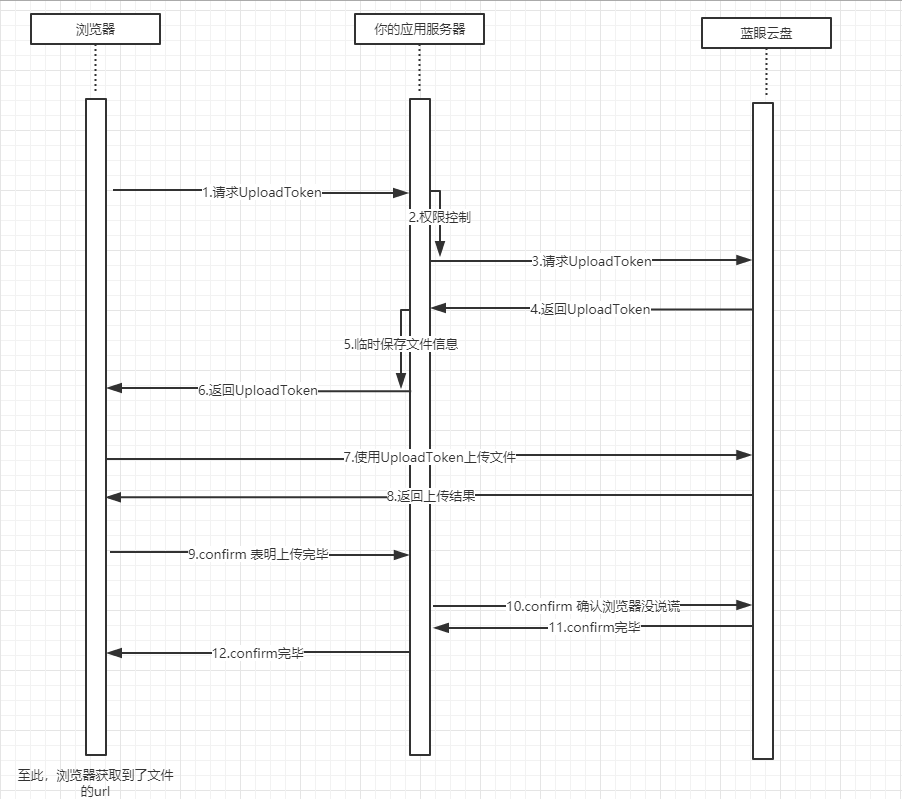 浏览器
你的应用服务器
蓝眼云盘
1.请求UploadToken
2.权限控制
3.请求UploadToken
4.返回UploadToken
5.临时保存文件信息
6.返回UploadToken
7.使用UploadToken上传文件
8.返回上传结果
9.confirm 表明上传完毕
10.confirm 确认浏览器没说谎
11.confirm完毕
12.confirm完毕
至此，浏览器获取到了文件
的url